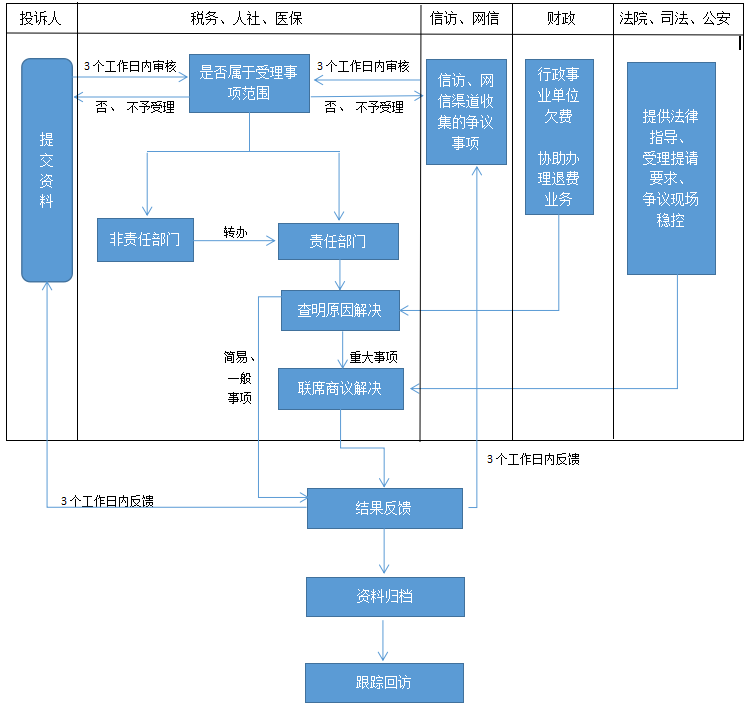 投诉人
税务、人社、医保
信访、网信
财政
法院、司法、公安
提
交
资
料
3个工作日内审核
否、 不予受理
是否属于受理事
项范围
3个工作日内审核
否、 不予受理
信访、网
信渠道收
集的争议
事项
行政事
业单位
欠费
协助办
理退费
业务
提供法律
指导、
受理提请
要求、
争议现场
稳控
非责任部门
转办
责任部门
查明原因解决
简易、
一般
事项
重大事项
联席商议解决
3个工作日内反馈
3个工作日内反馈
结果反馈
资料归档
跟踪回访